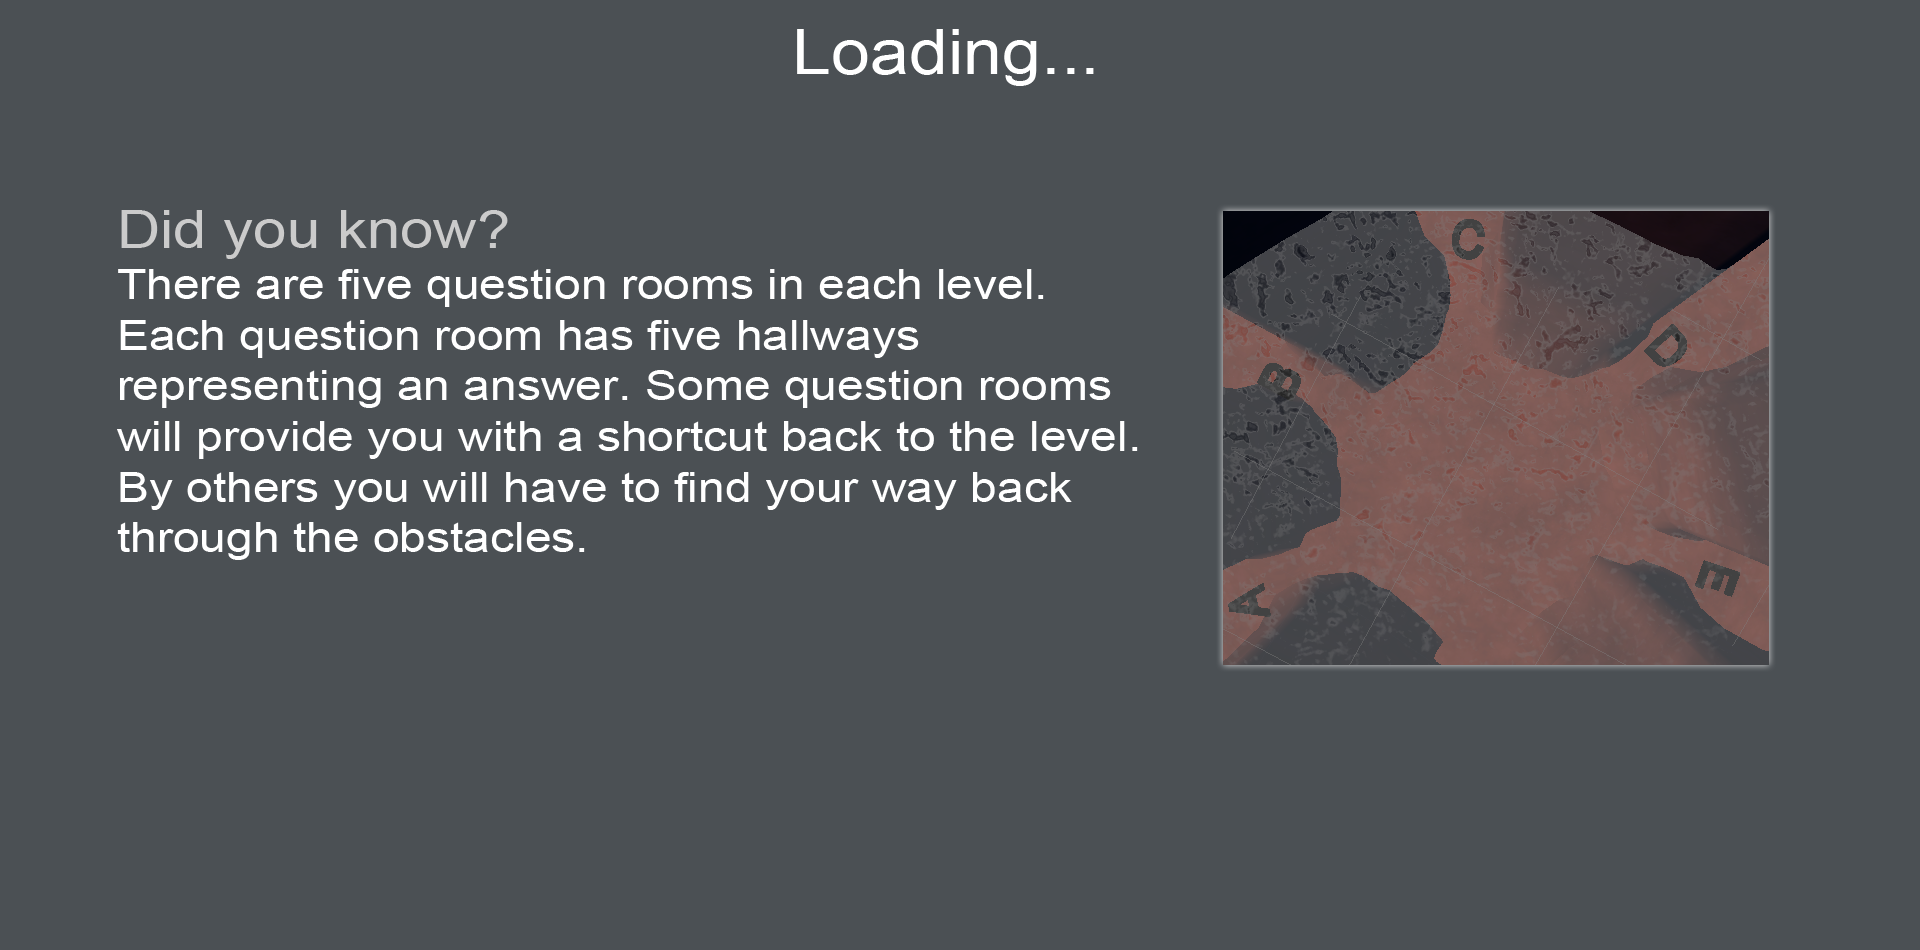 Loading...
Did you know?
There are five question rooms in each level.
Each question room has five hallways
representing an answer. Some question rooms
will provide you with a shortcut back to the level.
By others you will have to find your way back
through the obstacles.
C
D
B
E
A